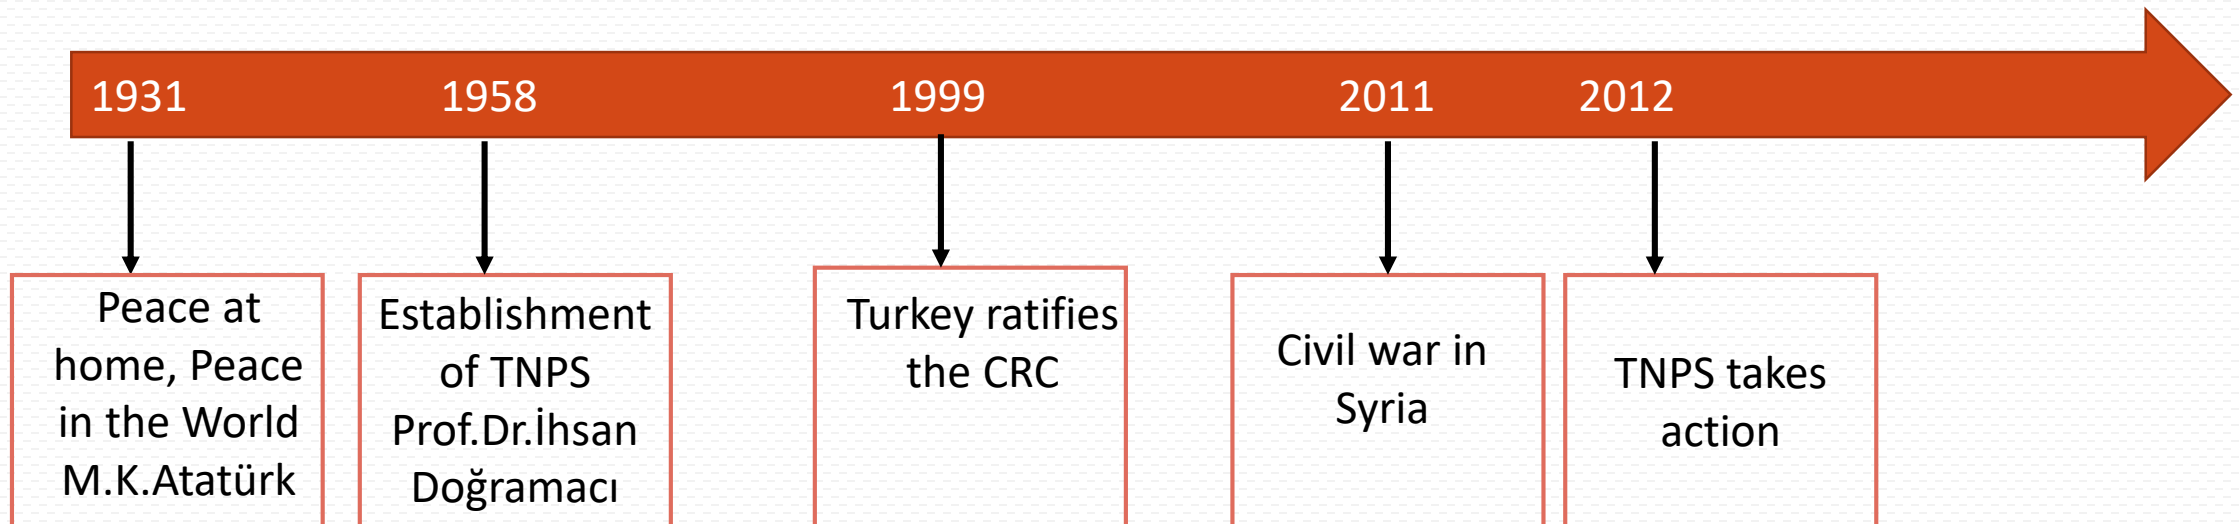 1931 1958 1999 2011 2012
Peace at
home, Peace
in the World
M.K.Atatürk
Establishment
of TNPS
Prof.Dr.İhsan
Doğramacı
Turkey ratifies
the CRC
Civil war in
Syria
TNPS takes
action